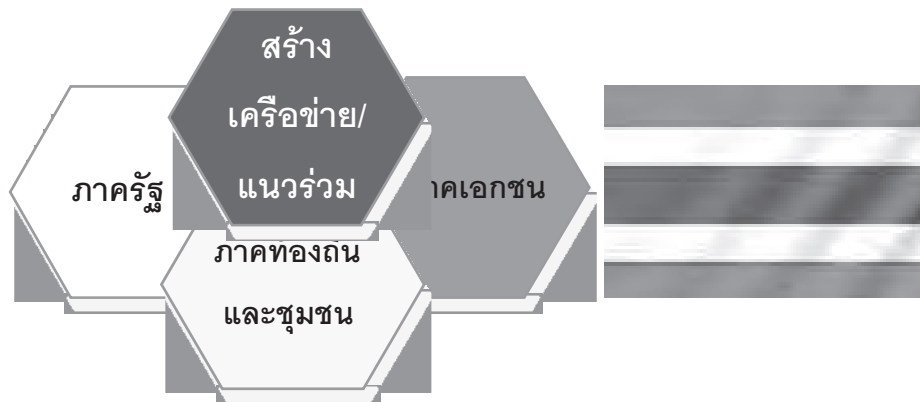 สร้าง
เครือข่าย/
แนวร่วม
ภาครัฐ
าคเอกชน
ภาคท้องถิ่น
และชุมชน